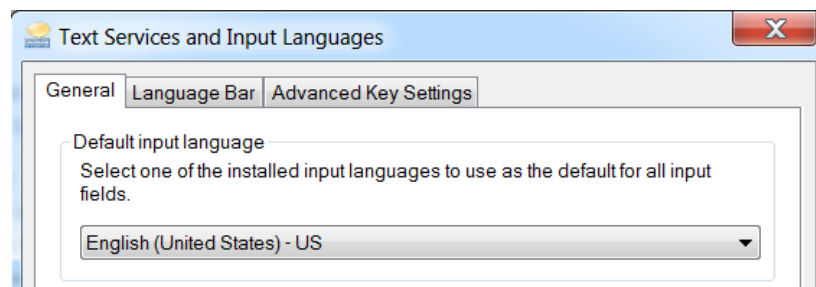 Text Services and Input Languages
General Language Bar Advanced Key Settings
Default input language
Select one of the installed input languages to use as the default for all input
fields.
English (United States) - US